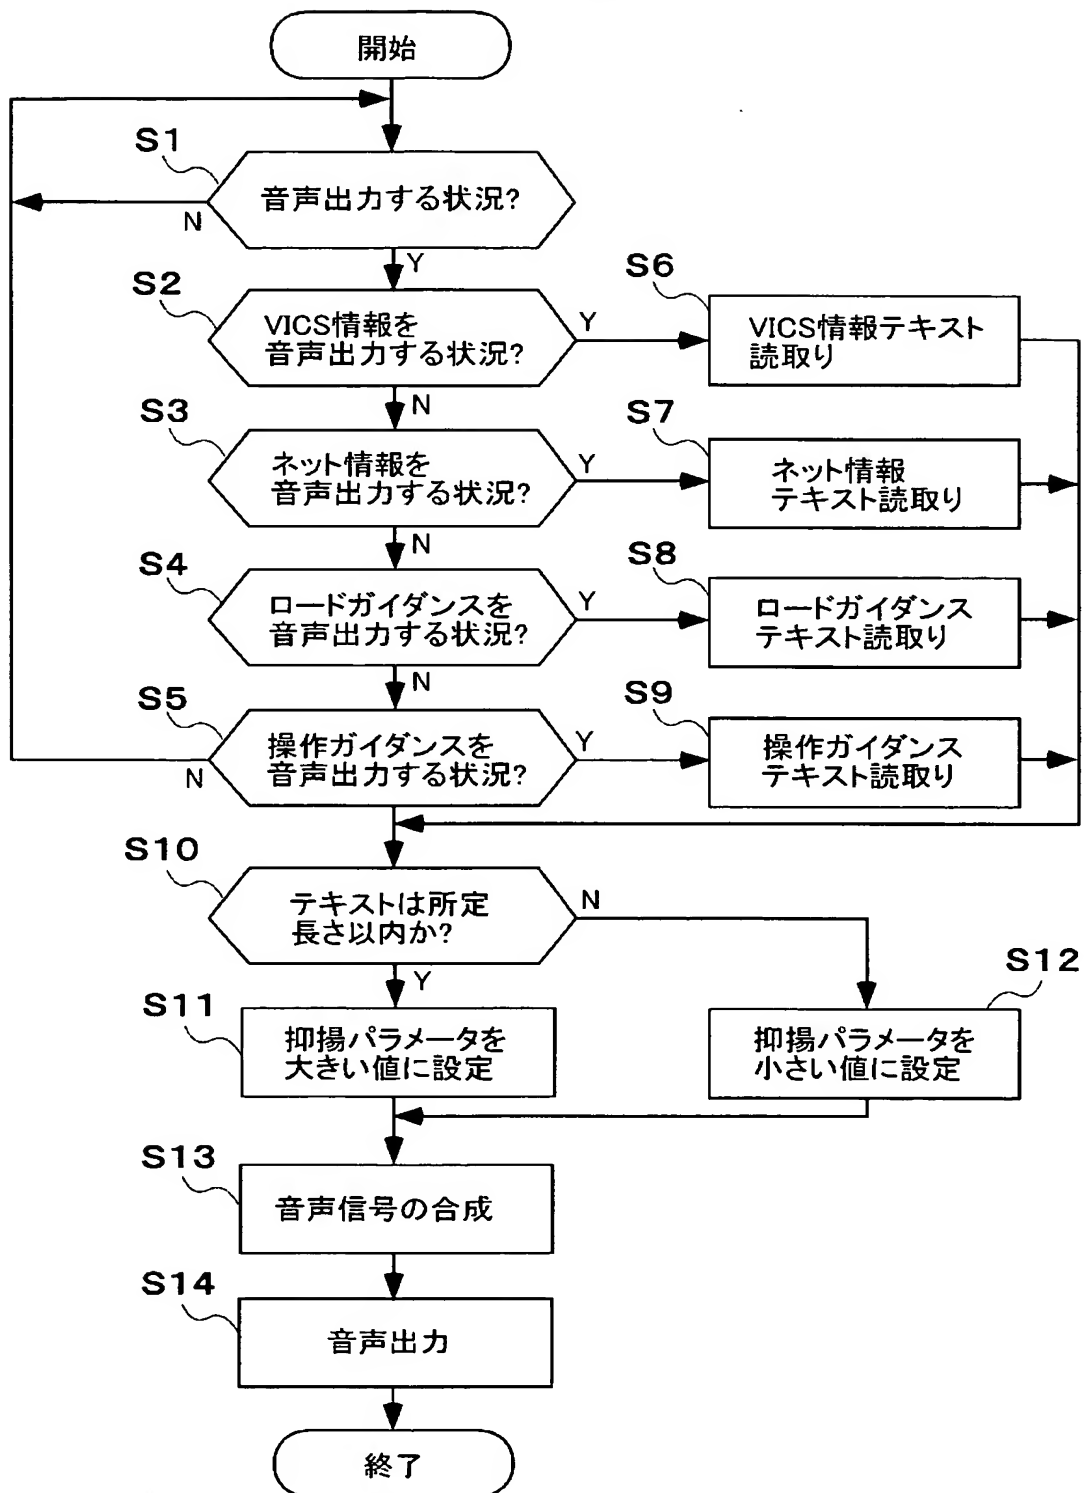 開始
S1
音声出力する状況?
N
Y
S2
VICS情報を
音声出力する状況?
Y
N
S6
VICS情報テキスト
読取り
S3
ネット情報を
音声出力する状況?
Y
N
S7
ネット情報
テキスト読取り
S4
ロードガイダンスを
音声出力する状況?
Y
N
S8
ロードガイダンス
テキスト読取り
S5
操作ガイダンスを
音声出力する状況?
Y
N
S9
操作ガイダンス
テキスト読取り
S10
テキストは所定
長さ以内か?
N
Y
S11
抑揚パラメータを
大きい値に設定
S12
抑揚パラメータを
小さい値に設定
S13
音声信号の合成
S14
音声出力
終了